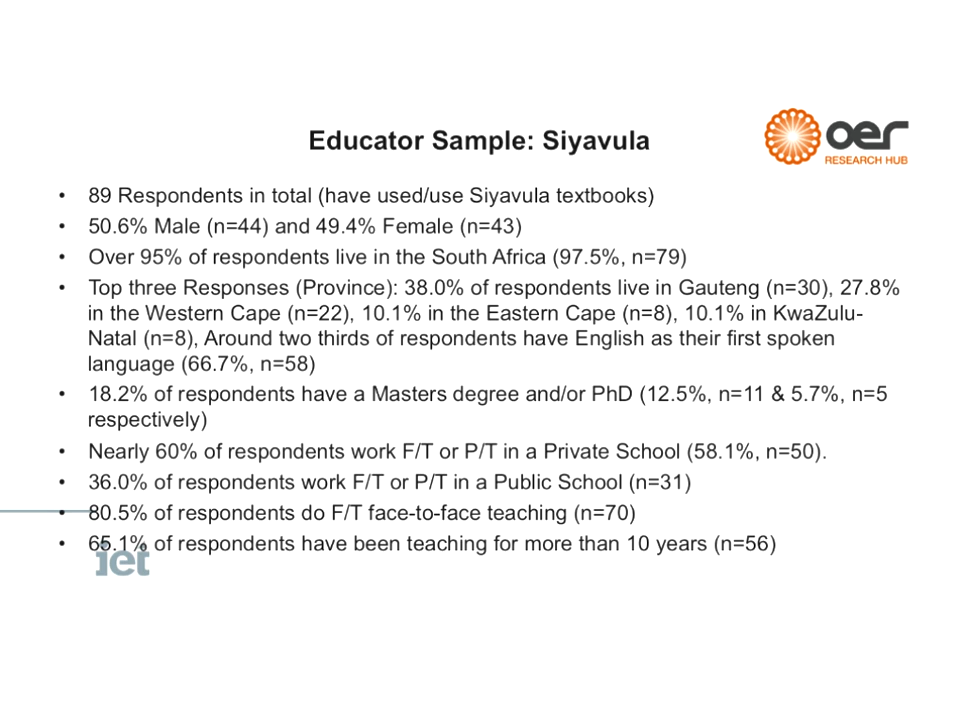 Educator Sample: Siyavula
oer
RESEARCH HUB
• 89 Respondents in total (have used/use Siyavula textbooks)
• 50.6% Male (n=44) and 49.4% Female (n=43)
• Over 95% of respondents live in the South Africa (97.5%, n=79)
• Top three Responses (Province): 38.0% of respondents live in Gauteng (n=30), 27.8%
in the Western Cape (n=22), 10.1% in the Eastern Cape (n=8), 10.1% in KwaZulu-
Natal (n=8), Around two thirds of respondents have English as their first spoken
language (66.7%, n=58)
• 18.2% of respondents have a Masters degree and/or PhD (12.5%, n=11 & 5.7%, n=5
respectively)
• Nearly 60% of respondents work F/T or P/T in a Private School (58.1%, n=50).
• 36.0% of respondents work F/T or P/T in a Public School (n=31)
• 80.5% of respondents do F/T face-to-face teaching (n=70)
• 65.1% of respondents have been teaching for more than 10 years (n=56)
iet